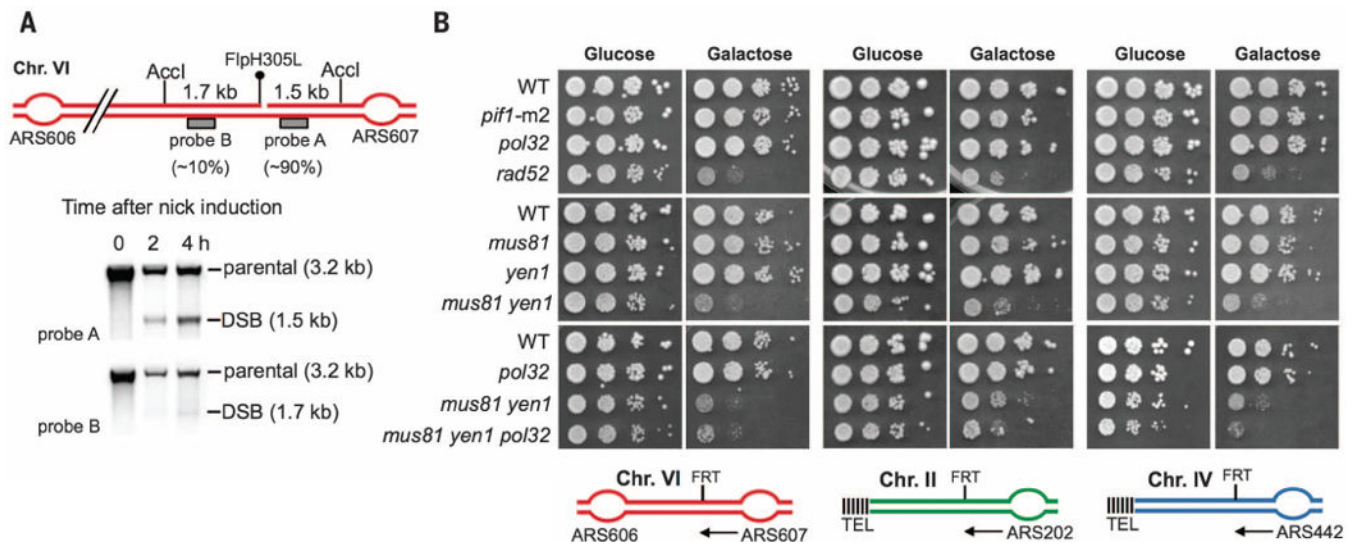 A
Chr. VI
FlpH305L
AccI
1.7 kb
1.5 kb
AccI
ARS606
probe B
(~10%)
probe A
(~90%)
ARS607
Time after nick induction
0 2 4 h
parental (3.2 kb)
DSB (1.5 kb)
probe A
parental (3.2 kb)
DSB (1.7 kb)
probe B
B
Glucose Galactose Glucose Galactose Glucose Galactose
WT
pif1-m2
pol32
rad52
WT
mus81
yen1
mus81 yen1
WT
pol32
mus81 yen1
mus81 yen1 pol32
Chr. VI FRT
ARS606 ARS607
Chr. II FRT
TEL ARS202
Chr. IV FRT
TEL ARS442